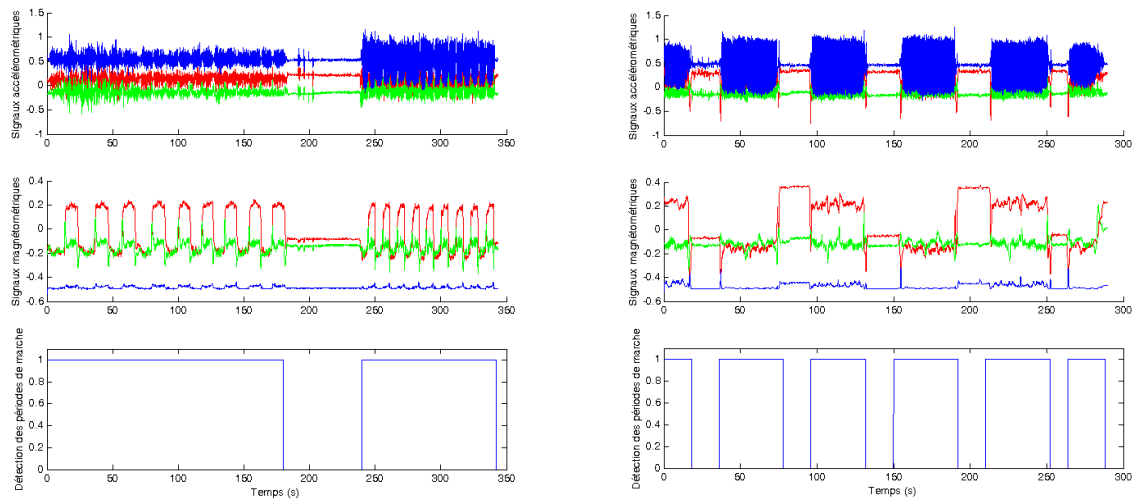 Signaux accéléromètriques
1.5
1
0.5
0
-0.5
-1
0 50 100 150 200 250 300 350
Signaux magnétométriques
0.4
0.2
0
-0.2
-0.4
-0.6
0 50 100 150 200 250 300 350
Détection des périodes de marche
1
0.8
0.6
0.4
0.2
0
0 50 100 150 200 250 300 350
Temps (s)
Signaux accélérométriques
1.5
1
0.5
0
-0.5
-1
0 50 100 150 200 250 300
Signaux magnétométriques
0.4
0.2
0
-0.2
-0.4
-0.6
0 50 100 150 200 250 300
Détection des périodes de marche
1
0.8
0.6
0.4
0.2
0
0 50 100 150 200 250 300
Temps (s)